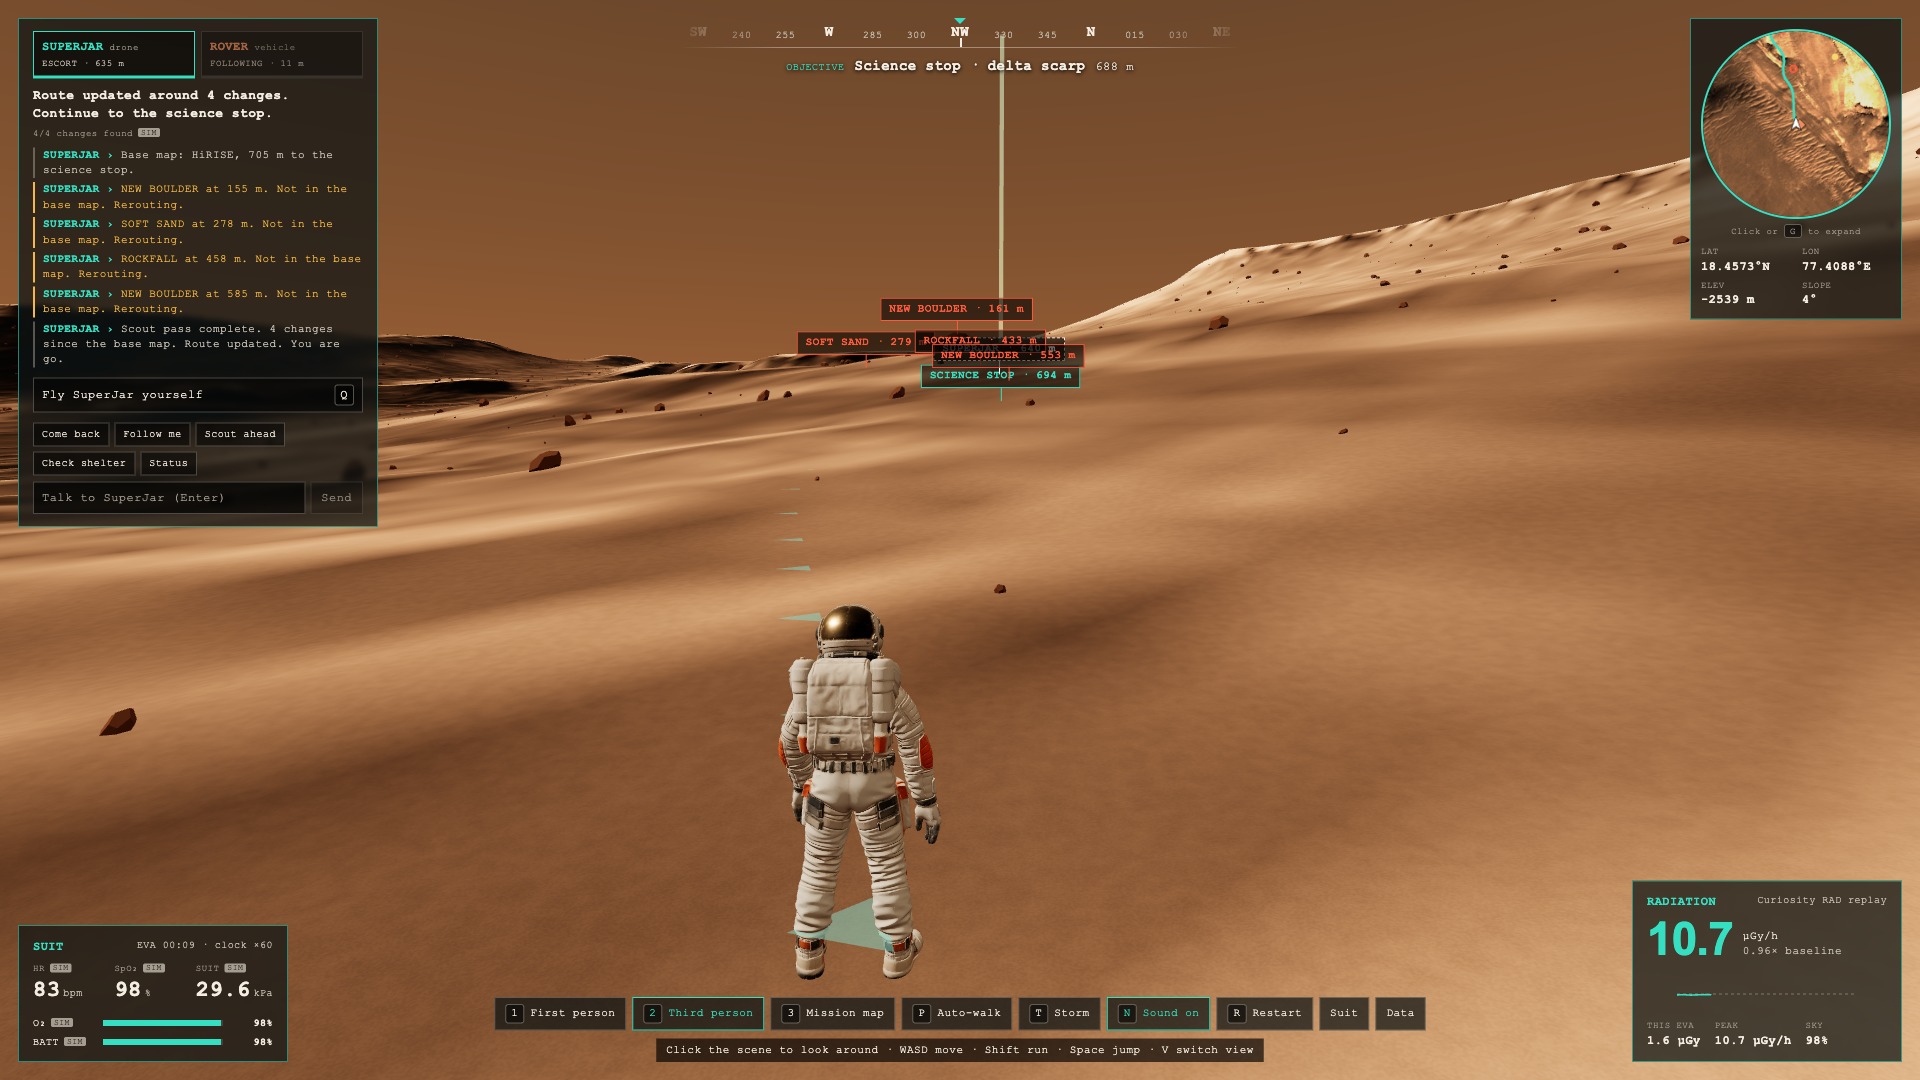 SUPERJAR drone
ESCORT · 635 m
ROVER vehicle
FOLLOWING · 11 m
Route updated around 4 changes.
Continue to the science stop.
4/4 changes found SIM
SUPERJAR › Base map: HiRISE, 705 m to the
science stop.
SUPERJAR › NEW BOULDER at 155 m. Not in the
base map. Rerouting.
SUPERJAR › SOFT SAND at 278 m. Not in the
base map. Rerouting.
SUPERJAR › ROCKFALL at 458 m. Not in the base
map. Rerouting.
SUPERJAR › NEW BOULDER at 585 m. Not in the
base map. Rerouting.
SUPERJAR › Scout pass complete. 4 changes
since the base map. Route updated. You are
go.
Fly SuperJar yourself Q
Come back Follow me Scout ahead
Check shelter Status
Talk to SuperJar (Enter) Send
SW 240 255 W 285 300 NW 330 345 N 015 030 NE
OBJECTIVE Science stop · delta scarp 688 m
NEW BOULDER · 161 m
SOFT SAND · 279
ROCKFALL · 433 m
NEW BOULDER · 553 m
SCIENCE STOP · 694 m
Click or G to expand
LAT LON
18.4573°N 77.4088°E
ELEV SLOPE
-2539 m 4°
SUIT EVA 00:09 · clock ×60
HR SIM SpO₂ SIM SUIT SIM
83 bpm 98 % 29.6 kPa
O₂ SIM 98%
BATT SIM 98%
1 First person 2 Third person 3 Mission map P Auto-walk T Storm N Sound on R Restart Suit Data
Click the scene to look around · WASD move · Shift run · Space jump · V switch view
RADIATION Curiosity RAD replay
10.7 µGy/h
0.96× baseline
THIS EVA PEAK SKY
1.6 µGy 10.7 µGy/h 98%